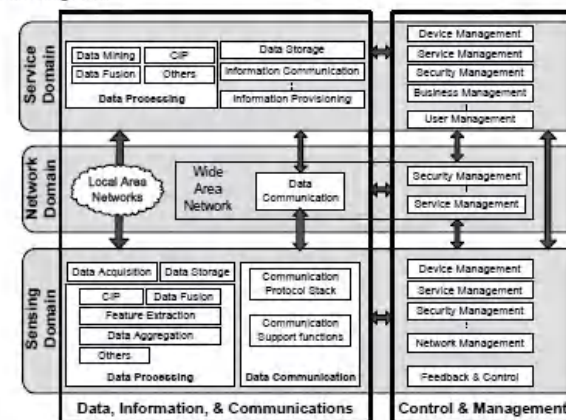 Service Domain
Data Mining
CIP
Data Fusion
Others
Data Processing
Data Storage
Information Communication
Information Provisioning
Device Management
Service Management
Security Management
Business Management
User Management
Network Domain
Local Area Networks
Wide Area Network
Data Communication
Security Management
Service Management
Sensing Domain
Data Acquisition
Data Storage
CIP
Data Fusion
Feature Extraction
Data Aggregation
Others
Data Processing
Communication Protocol Stack
Communication Support functions
Data Communication
Device Management
Service Management
Security Management
Network Management
Feedback & Control
Data, Information, & Communications
Control & Management